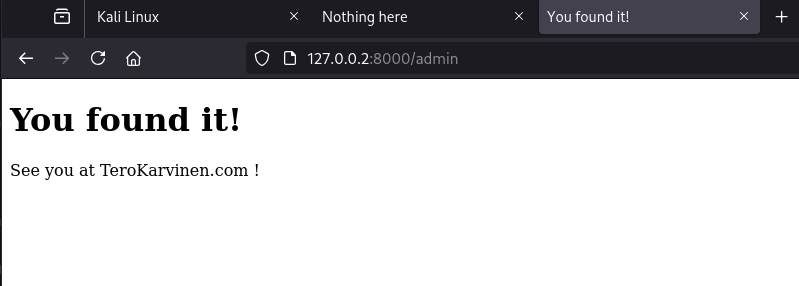 Kali Linux
Nothing here
You found it!
127.0.0.2:8000/admin
You found it!
See you at TeroKarvinen.com !